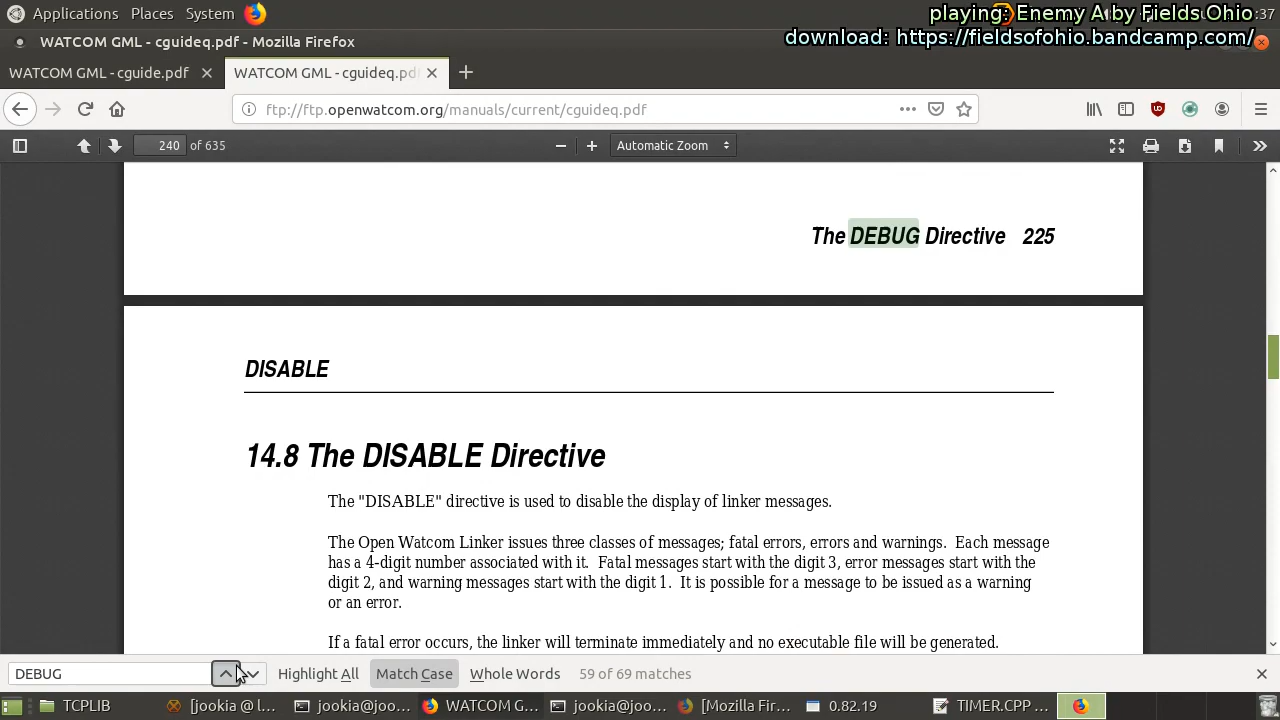 Applications Places System
playing: Enemy A by Fields Ohio
:37
download: https://fieldsofohio.bandcamp.com/
WATCOM GML - cguideq.pdf - Mozilla Firefox
WATCOM GML - cguide.pdf
WATCOM GML - cguideq.pdf
ftp://ftp.openwatcom.org/manuals/current/cguideq.pdf
240 of 635
Automatic Zoom
The DEBUG Directive 225
DISABLE
14.8 The DISABLE Directive
The "DISABLE" directive is used to disable the display of linker messages.
The Open Watcom Linker issues three classes of messages; fatal errors, errors and warnings. Each message
has a 4-digit number associated with it. Fatal messages start with the digit 3, error messages start with the
digit 2, and warning messages start with the digit 1. It is possible for a message to be issued as a warning
or an error.
If a fatal error occurs, the linker will terminate immediately and no executable file will be generated.
DEBUG
Highlight All
Match Case
Whole Words
59 of 69 matches
TCPLIB
[jookia @ l...
jookia@joo...
WATCOM G...
jookia@joo...
[Mozilla Fir...
0.82.19
TIMER.CPP ...